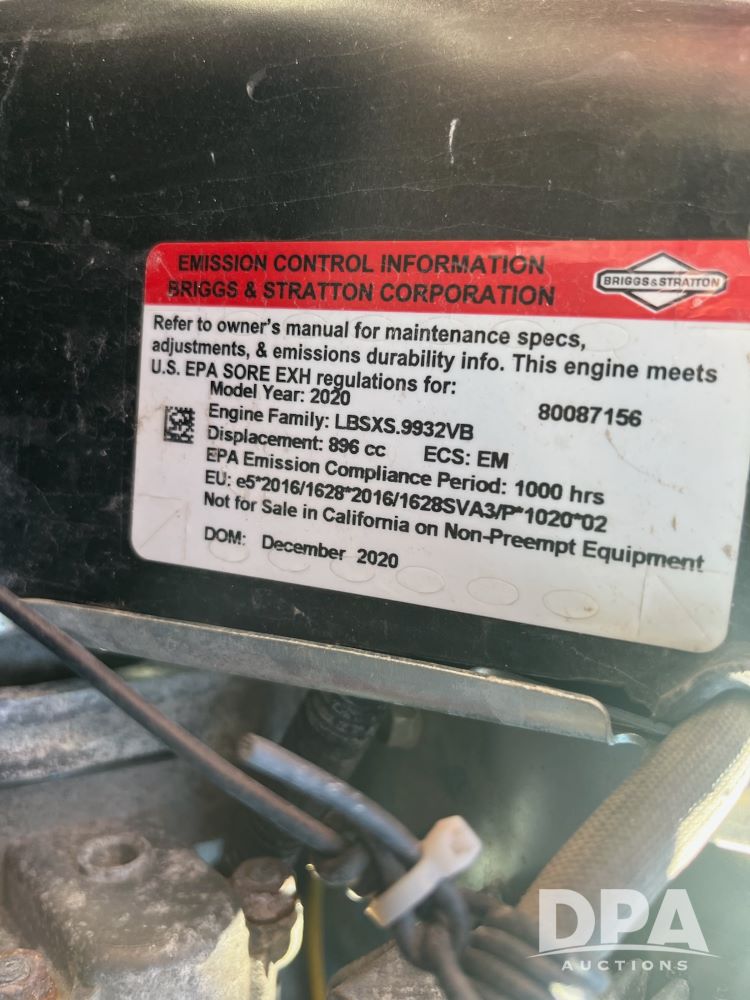 EMISSION CONTROL INFORMATION
BRIGGS & STRATTON CORPORATION
BRIGGS & STRATTON
Refer to owner's manual for maintenance specs,
adjustments, & emissions durability info. This engine meets
U.S. EPA SORE EXH regulations for:
Model Year: 2020 80087156
Engine Family: LBSXS.9932VB
Displacement: 896 cc ECS: EM
EPA Emission Compliance Period: 1000 hrs
EU: e5*2016/1628*2016/1628SVA3/P*1020*02
Not for Sale in California on Non-Preempt Equipment
DOM: December 2020
DPA
AUCTIONS